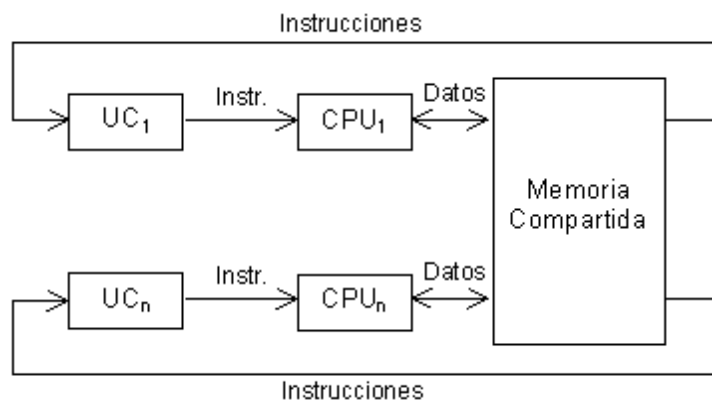 Instrucciones
UC₁
Instr.
CPU₁
Datos
Memoria
Compartida
UCₙ
Instr.
CPUₙ
Datos
Instrucciones